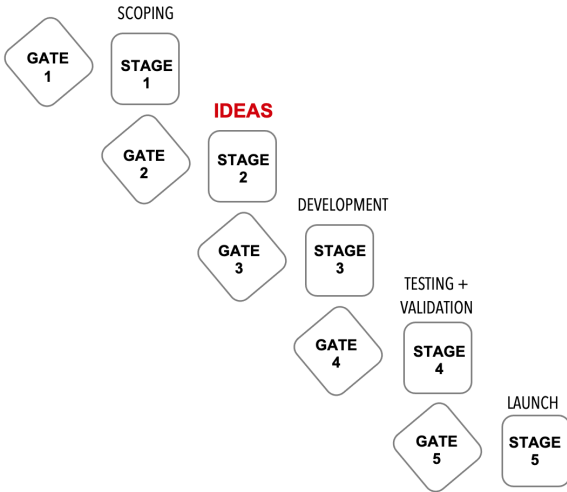 SCOPING
GATE
1
STAGE
1
IDEAS
GATE
2
STAGE
2
DEVELOPMENT
GATE
3
STAGE
3
TESTING +
VALIDATION
GATE
4
STAGE
4
LAUNCH
GATE
5
STAGE
5